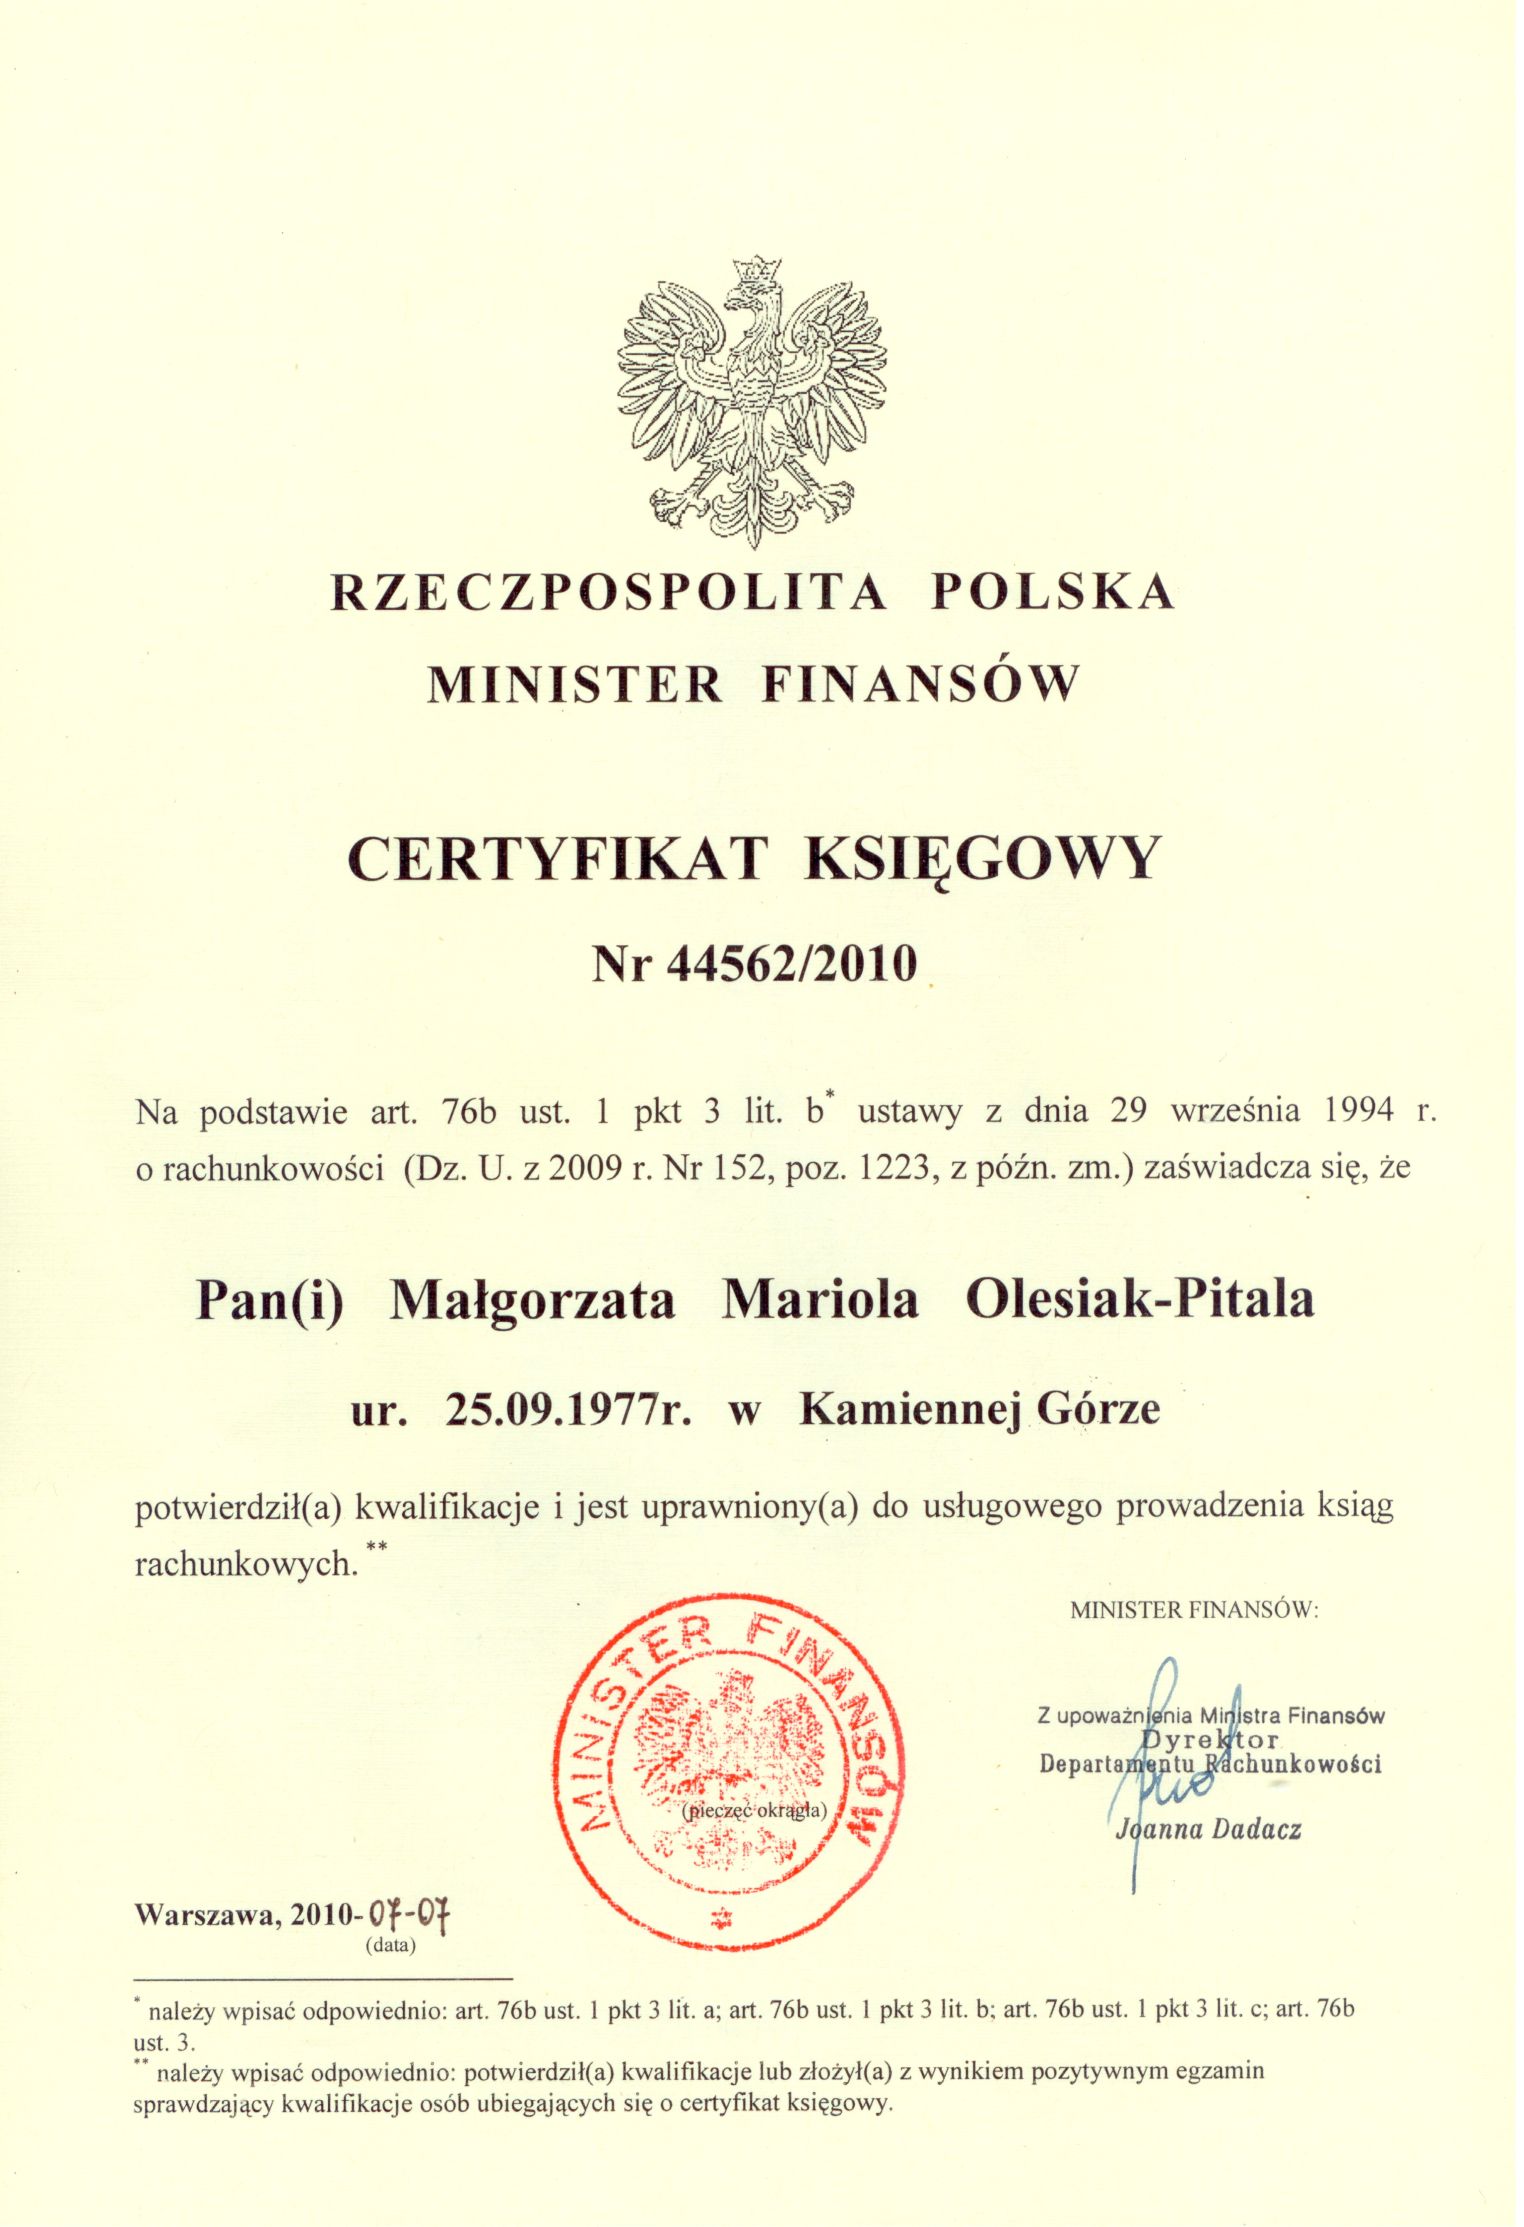 RZECZPOSPOLITA POLSKA
MINISTER FINANSÓW
CERTYFIKAT KSIĘGOWY
Nr 44562/2010
Na podstawie art. 76b ust. 1 pkt 3 lit. b* ustawy z dnia 29 września 1994 r.
o rachunkowości (Dz. U. z 2009 r. Nr 152, poz. 1223, z późn. zm.) zaświadcza się, że
Pan(i) Małgorzata Mariola Olesiak-Pitala
ur. 25.09.1977r. w Kamiennej Górze
potwierdził(a) kwalifikacje i jest uprawniony(a) do usługowego prowadzenia ksiąg
rachunkowych.**
MINISTER FINANSÓW:
MINISTER FINANSÓW
(pieczęć okrągła)
Z upoważnienia Ministra Finansów
Dyrektor
Departamentu Rachunkowości
Joanna Dadacz
Warszawa, 2010-07-07
(data)
* należy wpisać odpowiednio: art. 76b ust. 1 pkt 3 lit. a; art. 76b ust. 1 pkt 3 lit. b; art. 76b ust. 1 pkt 3 lit. c; art. 76b
ust. 3.
** należy wpisać odpowiednio: potwierdził(a) kwalifikacje lub złożył(a) z wynikiem pozytywnym egzamin
sprawdzający kwalifikacje osób ubiegających się o certyfikat księgowy.